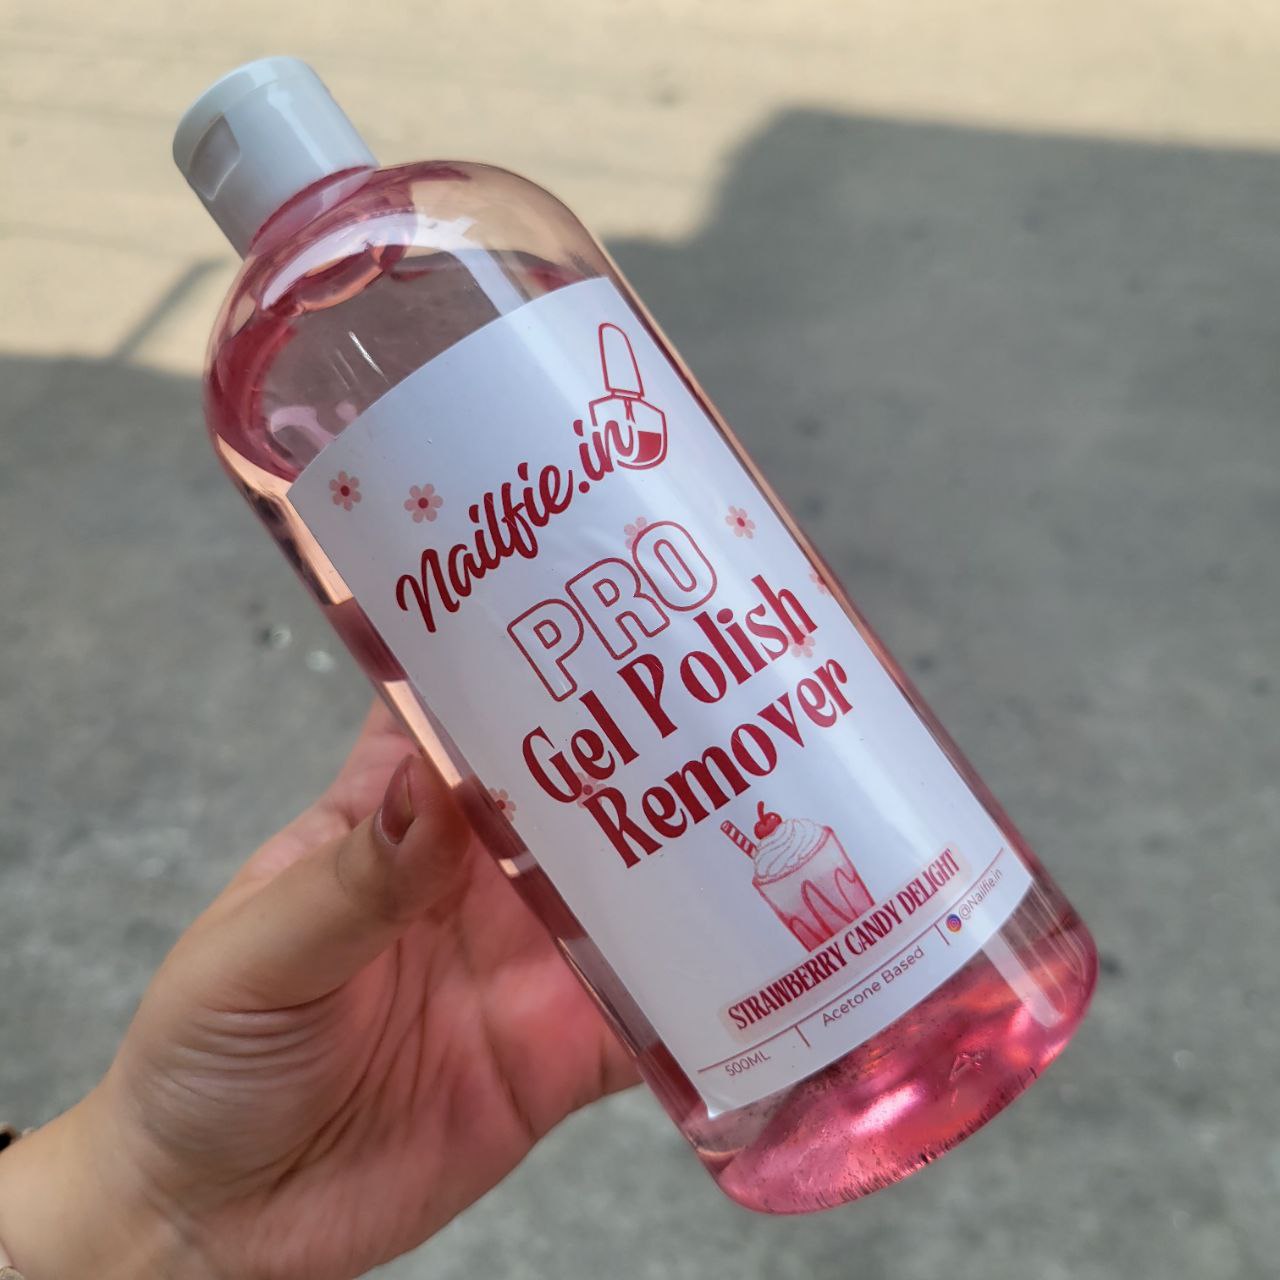 Nailfie.in
PRO
Gel Polish
Remover
STRAWBERRY CANDY DELIGHT
500ML | Acetone Based | @Nailfie.in